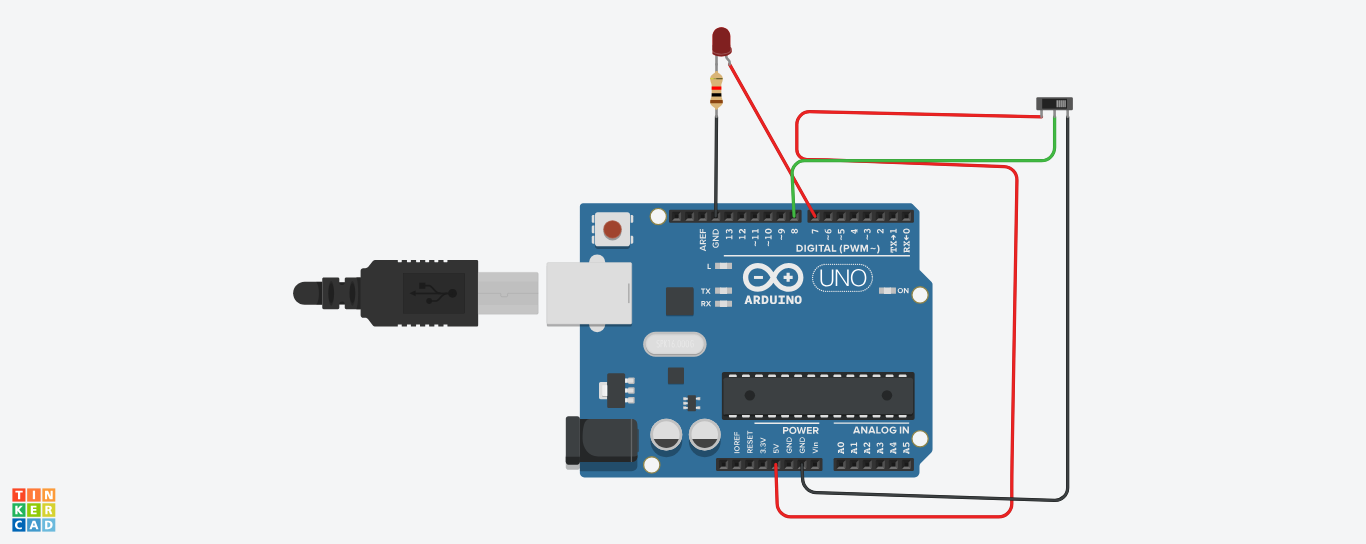 AREF
GND
13
12
~11
~10
~9
8
7
~6
~5
4
~3
2
TX→1
RX←0
DIGITAL (PWM~)
L
TX
RX
ARDUINO
UNO
ON
POWER
ANALOG IN
IOREF
RESET
3.3V
5V
GND
GND
Vin
A0
A1
A2
A3
A4
A5
TIN
KER
CAD